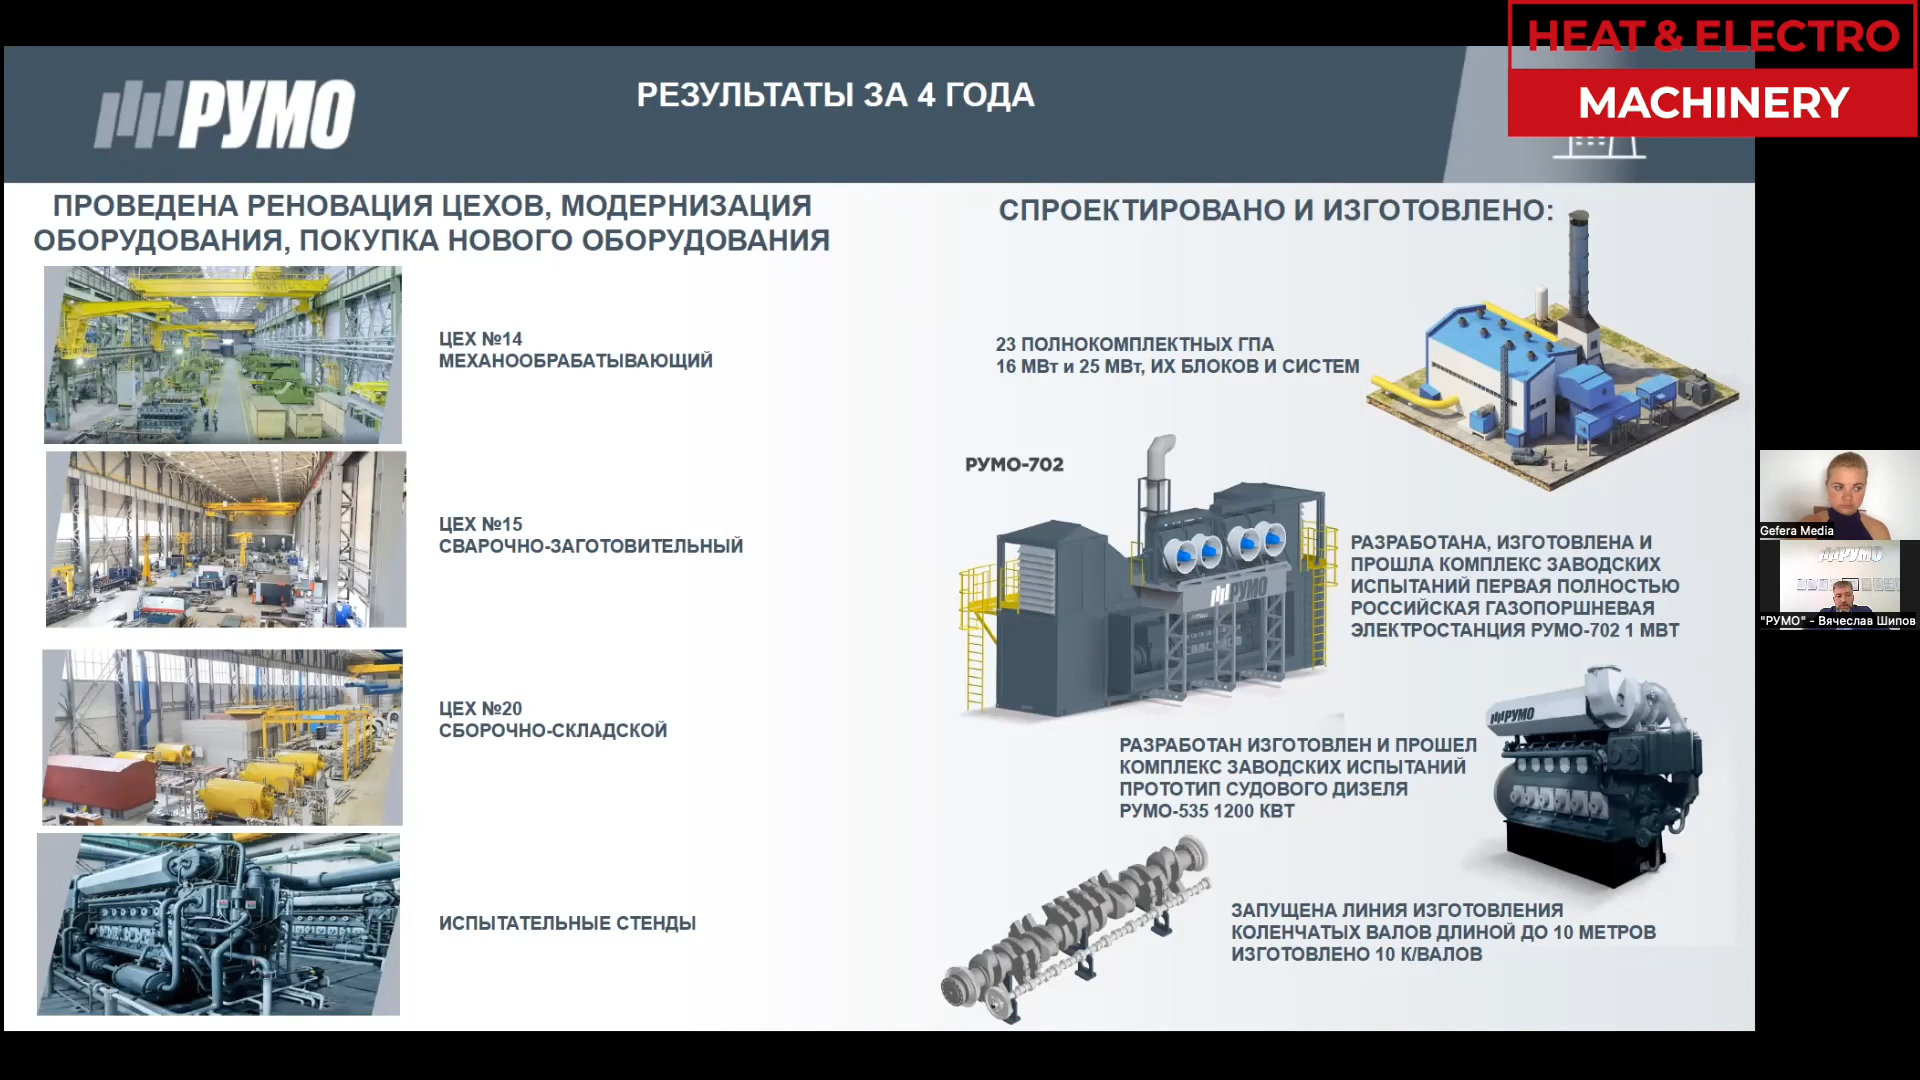 HEAT & ELECTRO
MACHINERY
РУМО
РЕЗУЛЬТАТЫ ЗА 4 ГОДА
ПРОВЕДЕНА РЕНОВАЦИЯ ЦЕХОВ, МОДЕРНИЗАЦИЯ
ОБОРУДОВАНИЯ, ПОКУПКА НОВОГО ОБОРУДОВАНИЯ
ЦЕХ №14
МЕХАНООБРАБАТЫВАЮЩИЙ
ЦЕХ №15
СВАРОЧНО-ЗАГОТОВИТЕЛЬНЫЙ
ЦЕХ №20
СБОРОЧНО-СКЛАДСКОЙ
ИСПЫТАТЕЛЬНЫЕ СТЕНДЫ
СПРОЕКТИРОВАНО И ИЗГОТОВЛЕНО:
23 ПОЛНОКОМПЛЕКТНЫХ ГПА
16 МВт и 25 МВт, ИХ БЛОКОВ И СИСТЕМ
РУМО-702
РУМО
РАЗРАБОТАНА, ИЗГОТОВЛЕНА И
ПРОШЛА КОМПЛЕКС ЗАВОДСКИХ
ИСПЫТАНИЙ ПЕРВАЯ ПОЛНОСТЬЮ
РОССИЙСКАЯ ГАЗОПОРШНЕВАЯ
ЭЛЕКТРОСТАНЦИЯ РУМО-702 1 МВТ
РУМО
РАЗРАБОТАН ИЗГОТОВЛЕН И ПРОШЕЛ
КОМПЛЕКС ЗАВОДСКИХ ИСПЫТАНИЙ
ПРОТОТИП СУДОВОГО ДИЗЕЛЯ
РУМО-535 1200 КВТ
ЗАПУЩЕНА ЛИНИЯ ИЗГОТОВЛЕНИЯ
КОЛЕНЧАТЫХ ВАЛОВ ДЛИНОЙ ДО 10 МЕТРОВ
ИЗГОТОВЛЕНО 10 К/ВАЛОВ
Gefera Media
РУМО
"РУМО" - Вячеслав Шипов